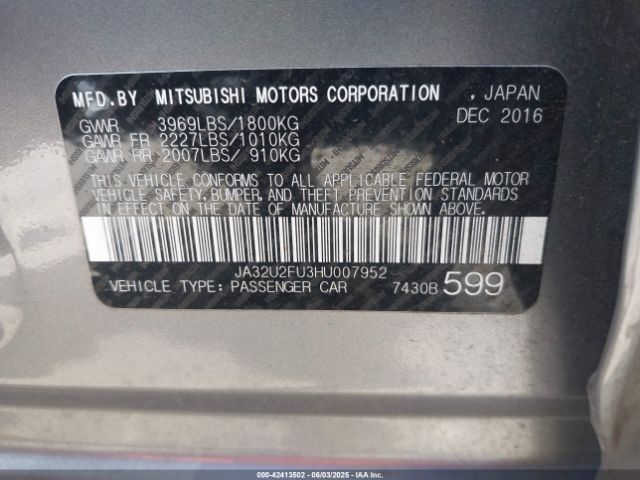 MFD.BY MITSUBISHI MOTORS CORPORATION , JAPAN
DEC 2016
GVWR 3969LBS/1800KG
GAWR FR 2227LBS/1010KG
GAWR RR 2007LBS/ 910KG
THIS VEHICLE CONFORMS TO ALL APPLICABLE FEDERAL MOTOR
VEHICLE SAFETY, BUMPER, AND THEFT PREVENTION STANDARDS
IN EFFECT ON THE DATE OF MANUFACTURE SHOWN ABOVE.
JA32U2FU3HU007952
VEHICLE TYPE: PASSENGER CAR 7430B 599
000-42413502 - 06/03/2025 - IAAI.COM